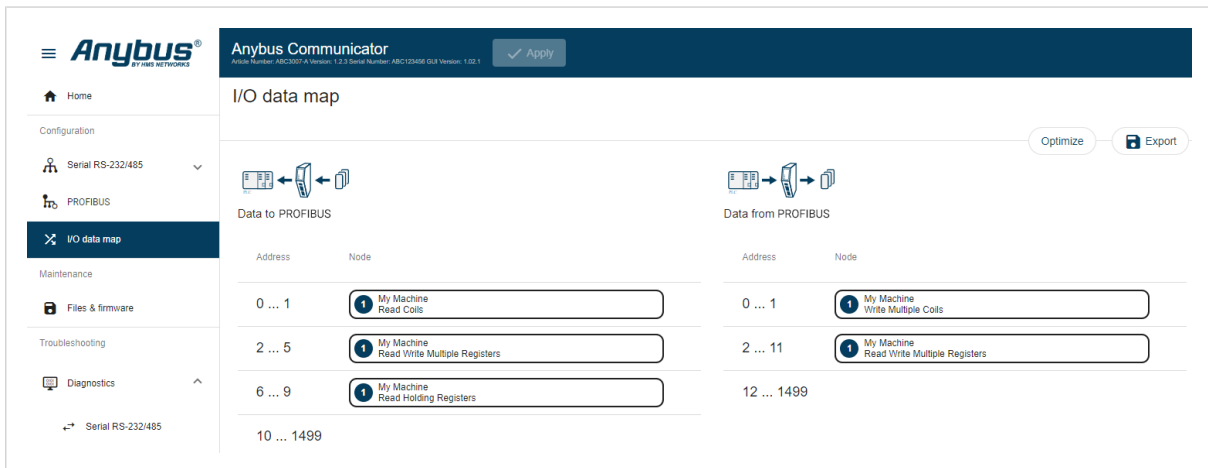 Anybus®
BY HMS NETWORKS
Anybus Communicator
Article Number: ABC3007-A Version: 1.2.3 Serial Number: ABC123456 GUI Version: 1.02.1
Apply
Home
Configuration
Serial RS-232/485
PROFIBUS
I/O data map
Maintenance
Files & firmware
Troubleshooting
Diagnostics
Serial RS-232/485
I/O data map
Optimize
Export
Data to PROFIBUS
Address Node
0 ... 1
1 My Machine
Read Coils
2 ... 5
1 My Machine
Read Write Multiple Registers
6 ... 9
1 My Machine
Read Holding Registers
10 ... 1499
Data from PROFIBUS
Address Node
0 ... 1
1 My Machine
Write Multiple Coils
2 ... 11
1 My Machine
Read Write Multiple Registers
12 ... 1499